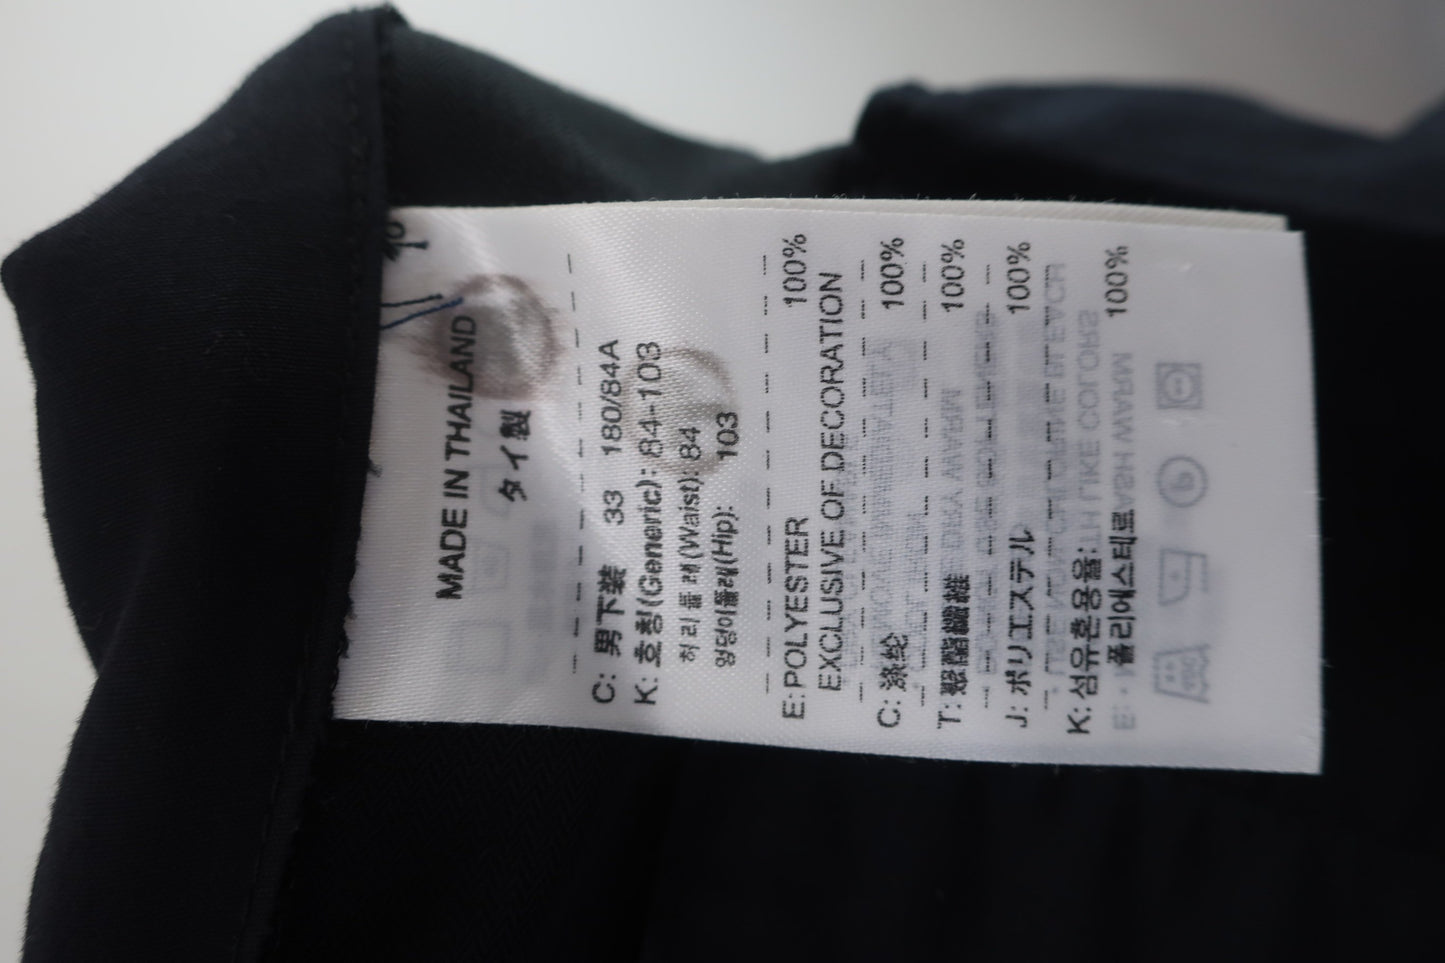 MADE IN THAILAND
タイ製
C: 男下装 33 180/84A
K: 호칭(Generic): 84-103
허리둘레(Waist): 84
엉덩이둘레(Hip): 103
E: POLYESTER 100%
EXCLUSIVE OF DECORATION
C: 涤纶 100%
T: 聚酯纖維 100%
J: ポリエステル 100%
K: 섬유혼용율:
폴리에스테르 100%